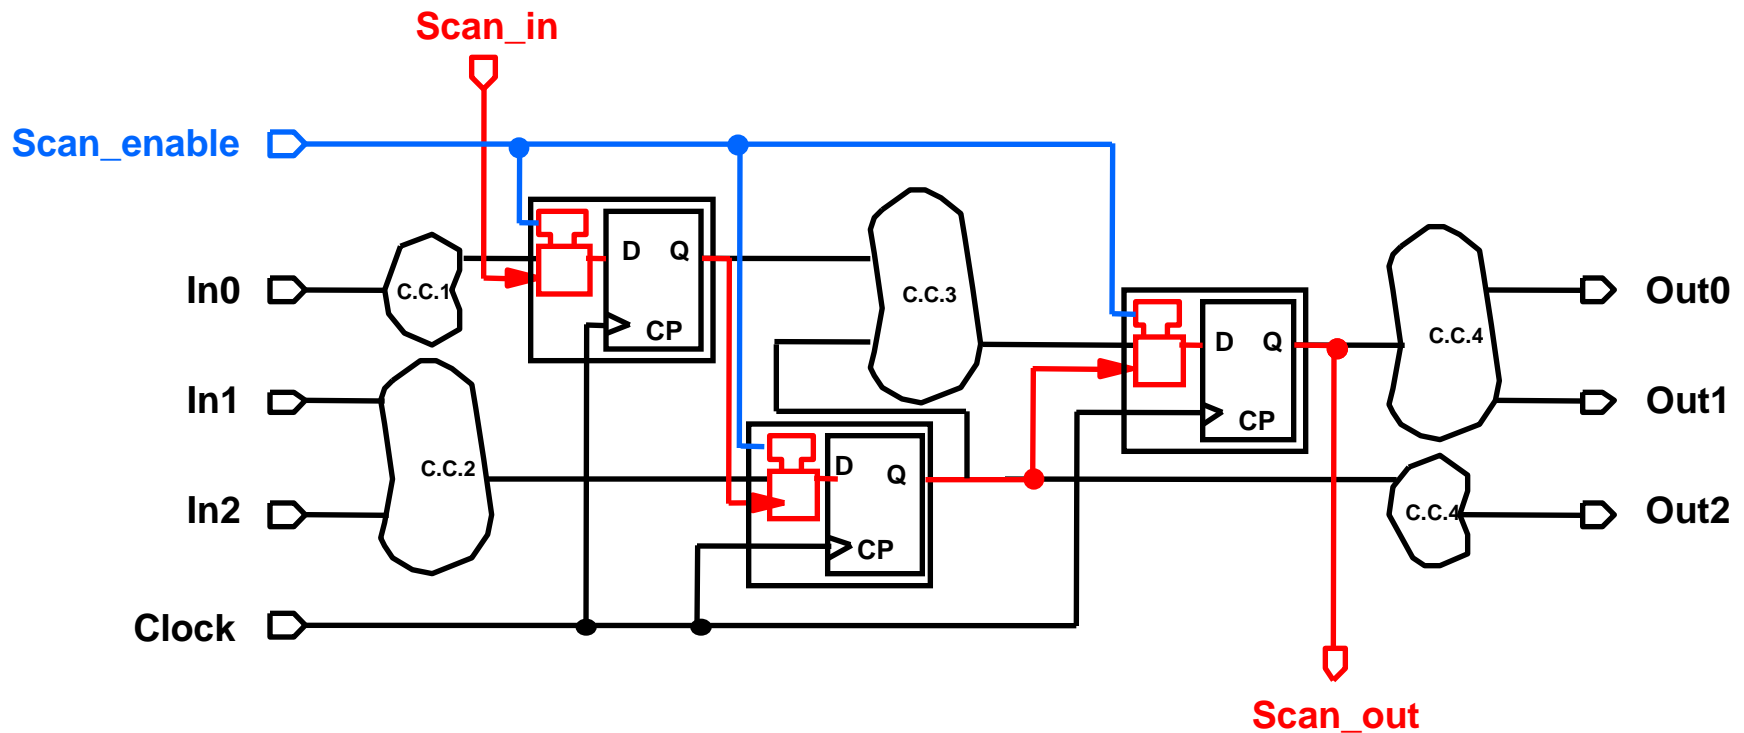 Scan_in
Scan_enable
D Q
In0
C.C.1
C.C.3
Out0
CP
D Q
C.C.4
In1
Out1
CP
C.C.2
D Q
In2
C.C.4
Out2
CP
Clock
Scan_out